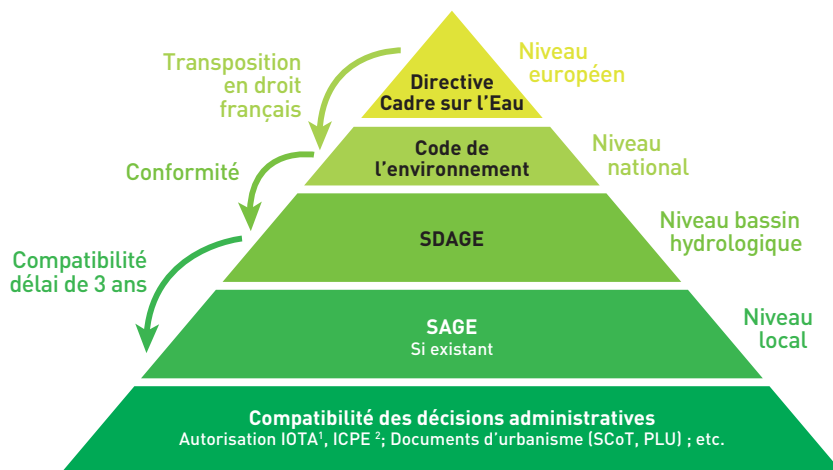 Transposition
en droit
français
Directive
Cadre sur l’Eau
Niveau
européen
Conformité
Code de
l’environnement
Niveau
national
Compatibilité
délai de 3 ans
SDAGE
Niveau bassin
hydrologique
SAGE
Si existant
Niveau
local
Compatibilité des décisions administratives
Autorisation IOTA¹, ICPE ²; Documents d’urbanisme (SCoT, PLU) ; etc.